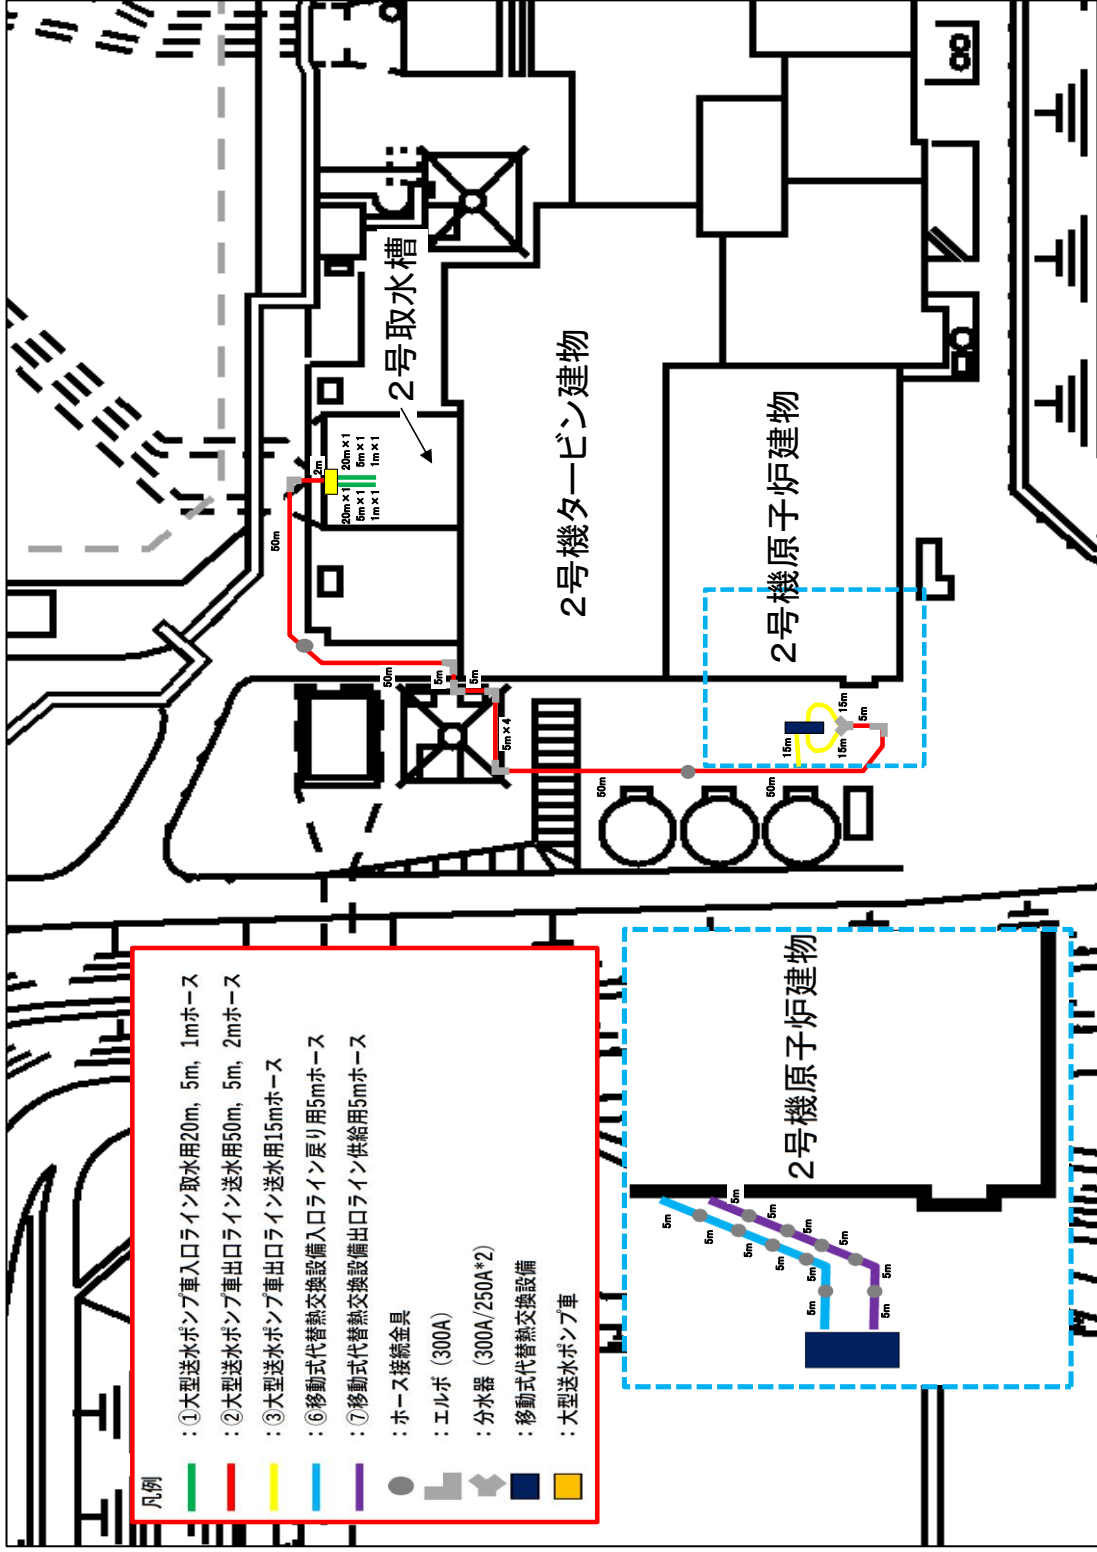 凡例
：①大型送水ポンプ車入口ライン取水用20m，5m，1mホース
：②大型送水ポンプ車出口ライン送水用50m，5m，2mホース
：③大型送水ポンプ車出口ライン送水用15mホース
：⑥移動式代替熱交換設備入口ライン戻り用5mホース
：⑦移動式代替熱交換設備出口ライン供給用5mホース
：ホース接続金具
：エルボ（300A）
：分水器（300A/250A*2）
：移動式代替熱交換設備
：大型送水ポンプ車
50m
2m
20m×1
5m×1
1m×1
20m×1
5m×1
1m×1
2号取水槽
50m
5m
5m
5m×4
2号機タービン建物
50m
50m
15m
15m
15m
5m
2号機原子炉建物
2号機原子炉建物
5m
5m
5m
5m
5m
5m
5m
5m
5m
5m
5m
5m